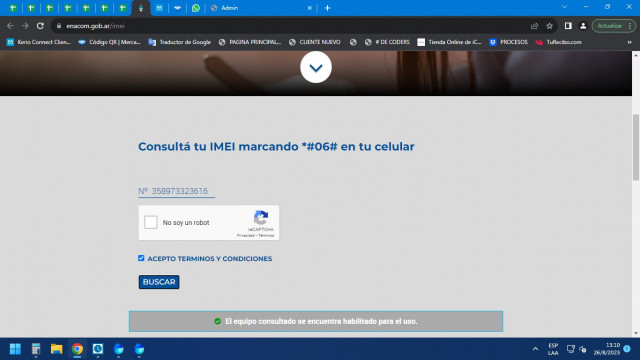 Admin
enacom.gob.ar/imei
Actualizar
Kerio Connect Clien...
Código QR | Merca...
Traductor de Google
PAGINA PRINCIPAL...
CLIENTE NUEVO
# DE CODERS
Tienda Online de iC...
PROCESOS
TuRecibo.com
»
Consultá tu IMEI marcando *#06# en tu celular
Nº 358973323616
No soy un robot
reCAPTCHA
Privacidad - Términos
ACEPTO TERMINOS Y CONDICIONES
BUSCAR
El equipo consultado se encuentra habilitado para el uso.
ESP
LAA
13:10
26/8/2023